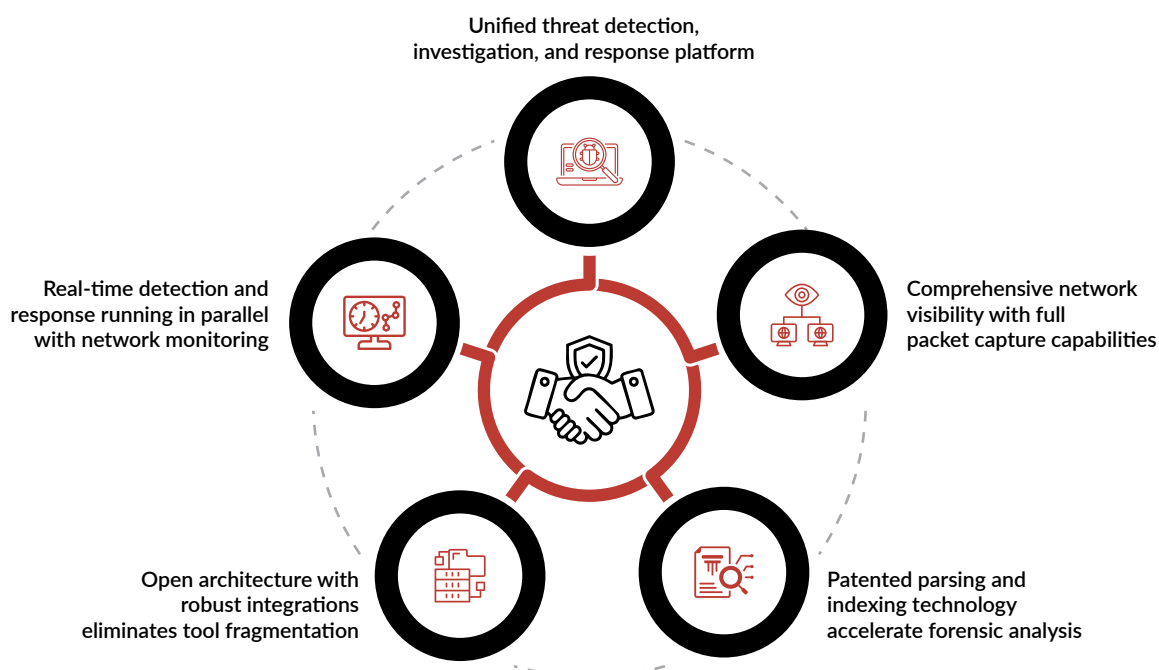 Unified threat detection,
investigation, and response platform
Real-time detection and
response running in parallel
with network monitoring
Comprehensive network
visibility with full
packet capture capabilities
Open architecture with
robust integrations
eliminates tool fragmentation
Patented parsing and
indexing technology
accelerate forensic analysis